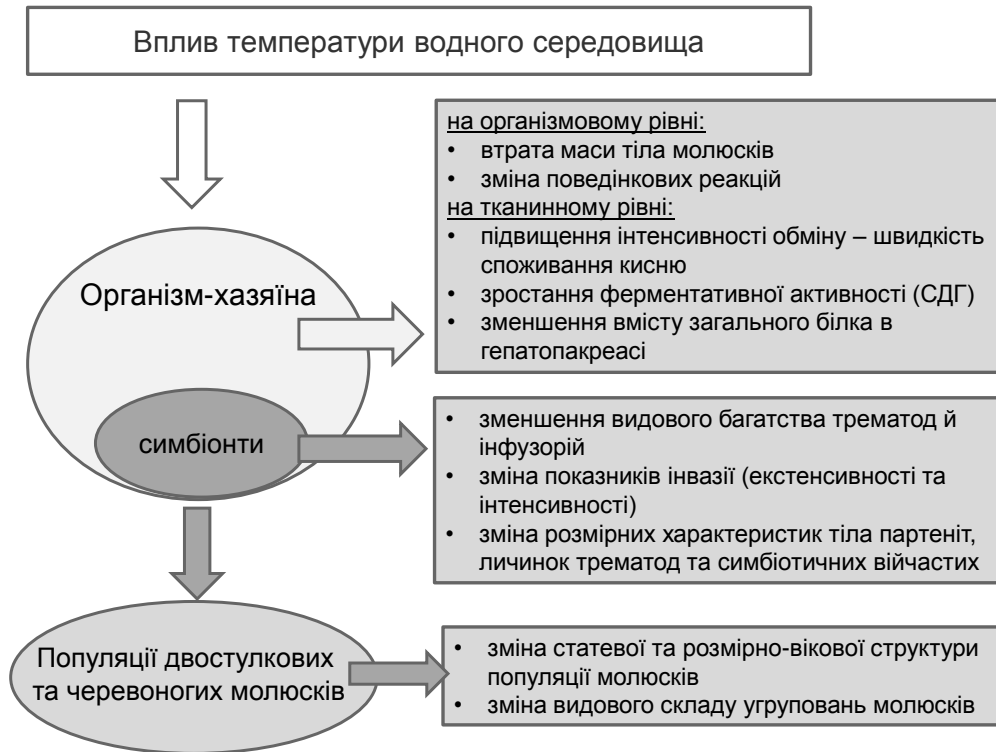 Вплив температури водного середовища
на організмовому рівні:
• втрата маси тіла молюсків
• зміна поведінкових реакцій
на тканинному рівні:
• підвищення інтенсивності обміну – швидкість
споживання кисню
• зростання ферментативної активності (СДГ)
• зменшення вмісту загального білка в
гепатопакреасі
Організм-хазяїна
симбіонти
• зменшення видового багатства трематод й
інфузорій
• зміна показників інвазії (екстенсивності та
інтенсивності)
• зміна розмірних характеристик тіла партеніт,
личинок трематод та симбіотичних війчастих
Популяції двостулкових
та черевоногих молюсків
• зміна статевої та розмірно-вікової структури
популяції молюсків
• зміна видового складу угруповань молюсків